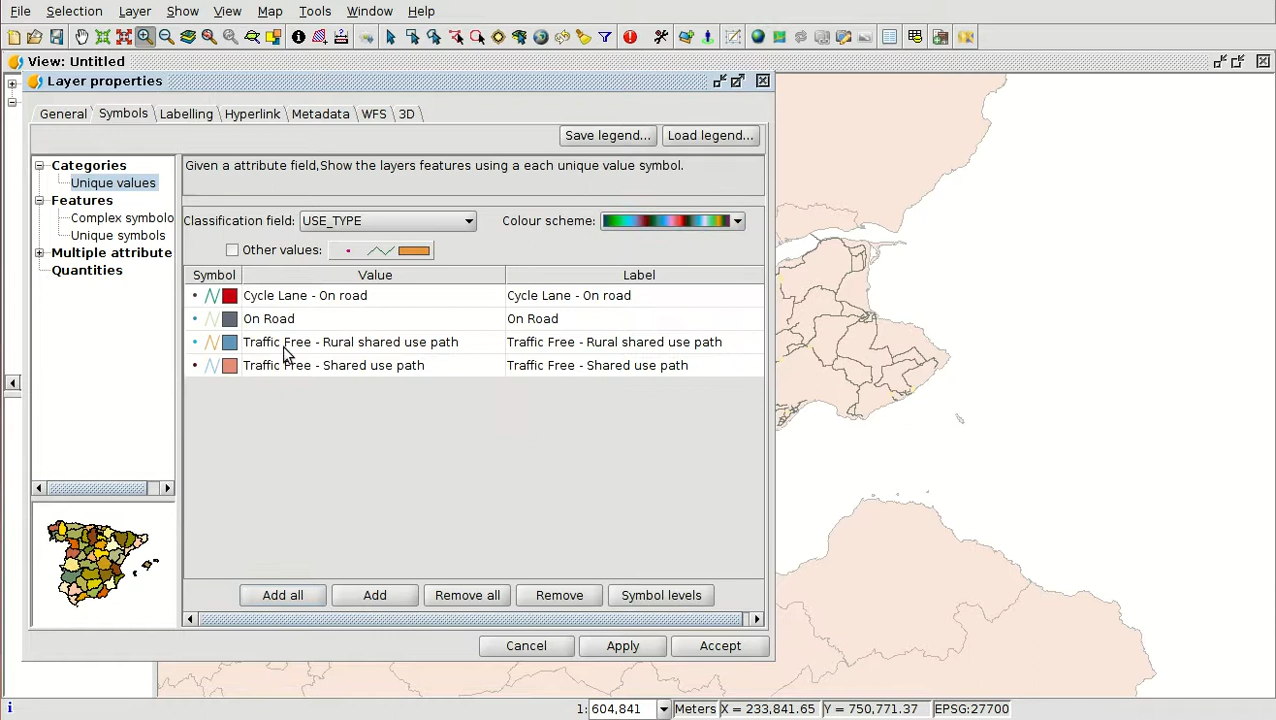 File Selection Layer Show View Map Tools Window Help
View: Untitled
Layer properties
General Symbols Labelling Hyperlink Metadata WFS 3D
Save legend... Load legend...
Categories
Unique values
Features
Complex symbolo
Unique symbols
Multiple attribute
Quantities
Given a attribute field,Show the layers features using a each unique value symbol.
Classification field: USE_TYPE Colour scheme:
Other values:
Symbol Value Label
Cycle Lane - On road Cycle Lane - On road
On Road On Road
Traffic Free - Rural shared use path Traffic Free - Rural shared use path
Traffic Free - Shared use path Traffic Free - Shared use path
Add all Add Remove all Remove Symbol levels
Cancel Apply Accept
1: 604,841 Meters X = 233,841.65 Y = 750,771.37 EPSG:27700